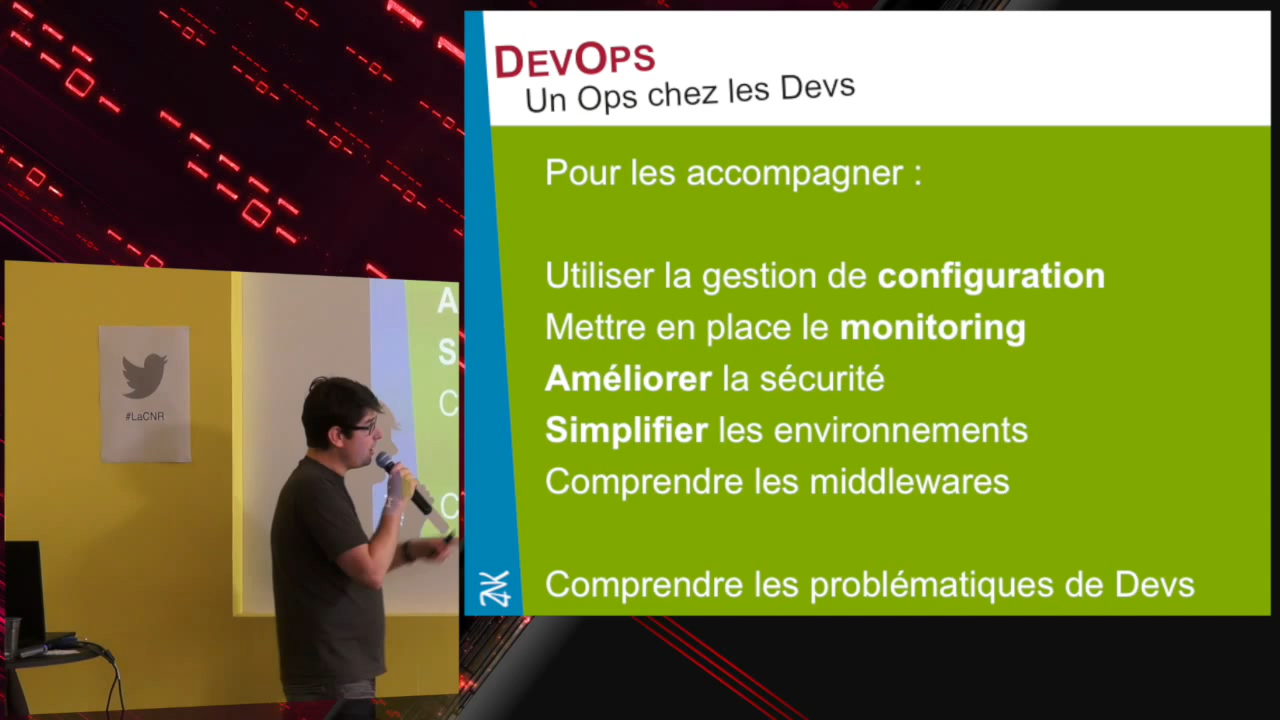 DEVOPS
Un Ops chez les Devs
Pour les accompagner :
Utiliser la gestion de configuration
Mettre en place le monitoring
Améliorer la sécurité
Simplifier les environnements
Comprendre les middlewares
Comprendre les problématiques de Devs
#LaCNR
A
S
C
C